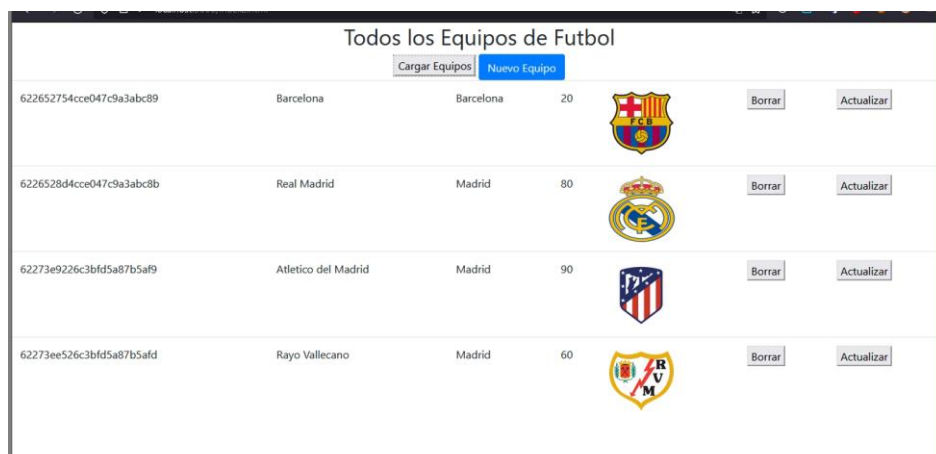 Todos los Equipos de Futbol
Cargar Equipos Nuevo Equipo
622652754cce047c9a3abc89 Barcelona Barcelona 20 FCB Borrar Actualizar
6226528d4cce047c9a3abc8b Real Madrid Madrid 80 Borrar Actualizar
62273e9226c3bfd5a87b5af9 Atletico del Madrid Madrid 90 Borrar Actualizar
62273ee526c3bfd5a87b5afd Rayo Vallecano Madrid 60 RVM Borrar Actualizar